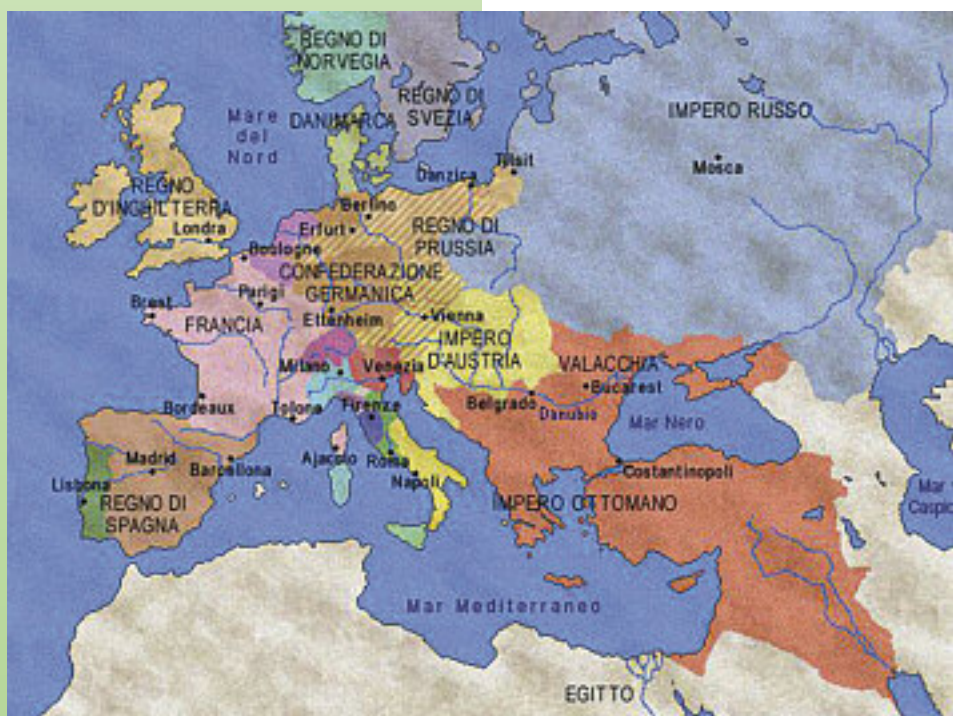 REGNO DI
NORVEGIA
Mare
del
Nord
DANIMARCA
REGNO DI
SVEZIA
IMPERO RUSSO
Mosca
Tilsit
Danzica
REGNO
D'INGHILTERRA
Londra
Berlino
Erfurt
REGNO DI
PRUSSIA
Boulogne
CONFEDERAZIONE
GERMANICA
Parigi
Brest
FRANCIA
Ettenheim
Vienna
IMPERO
D'AUSTRIA
Milano
Venezia
VALACCHIA
Bucarest
Belgrado
Danubio
Bordeaux
Tolone
Firenze
Mar Nero
Ajaccio
Roma
Napoli
Costantinopoli
Madrid
Barcellona
Lisbona
REGNO DI
SPAGNA
IMPERO OTTOMANO
Mar
Caspio
Mar Mediterraneo
EGITTO